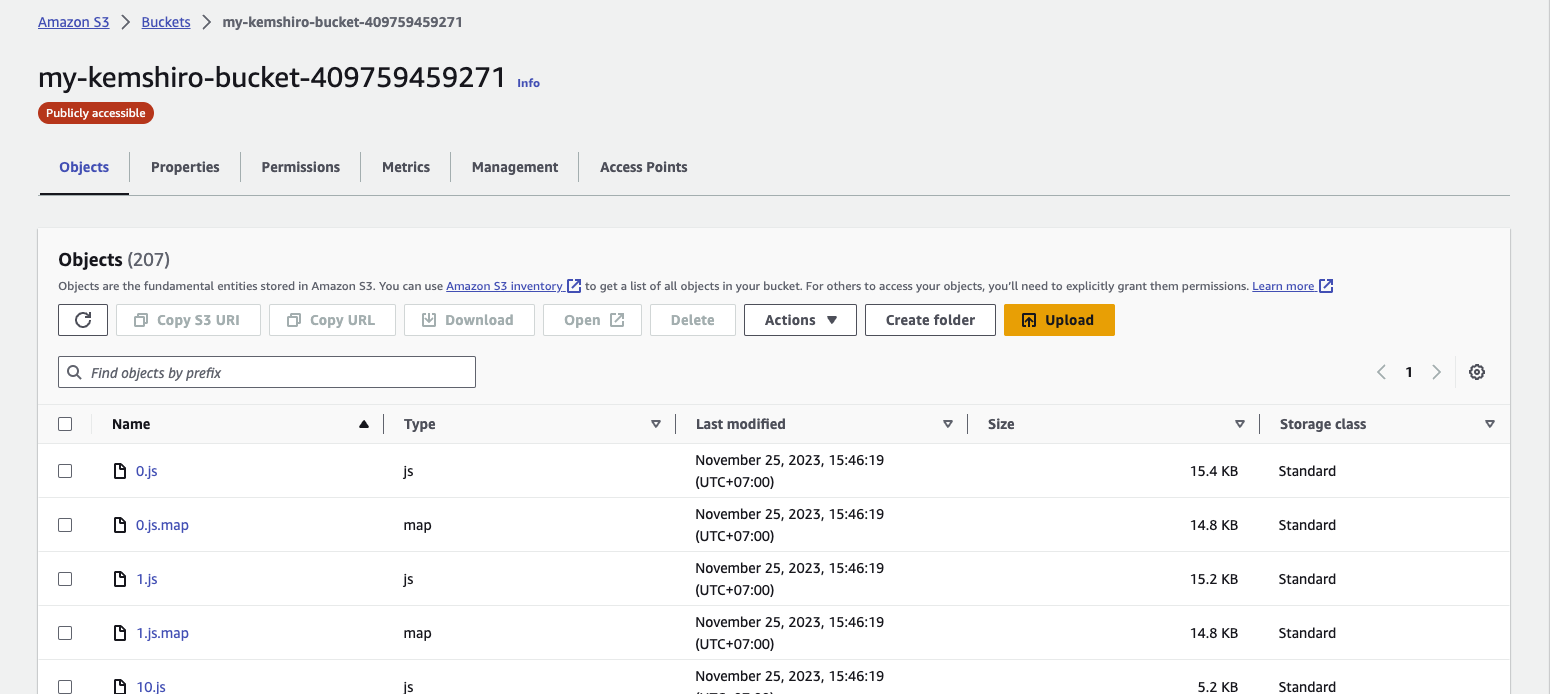 Amazon S3 > Buckets > my-kemshiro-bucket-409759459271
my-kemshiro-bucket-409759459271 Info
Publicly accessible
Objects Properties Permissions Metrics Management Access Points
Objects (207)
Objects are the fundamental entities stored in Amazon S3. You can use Amazon S3 inventory to get a list of all objects in your bucket. For others to access your objects, you'll need to explicitly grant them permissions. Learn more
Copy S3 URI Copy URL Download Open Delete Actions Create folder Upload
Find objects by prefix 1
Name Type Last modified Size Storage class
0.js js November 25, 2023, 15:46:19 15.4 KB Standard
(UTC+07:00)
0.js.map map November 25, 2023, 15:46:19 14.8 KB Standard
(UTC+07:00)
1.js js November 25, 2023, 15:46:19 15.2 KB Standard
(UTC+07:00)
1.js.map map November 25, 2023, 15:46:19 14.8 KB Standard
(UTC+07:00)
10.js js November 25, 2023, 15:46:19 5.2 KB Standard